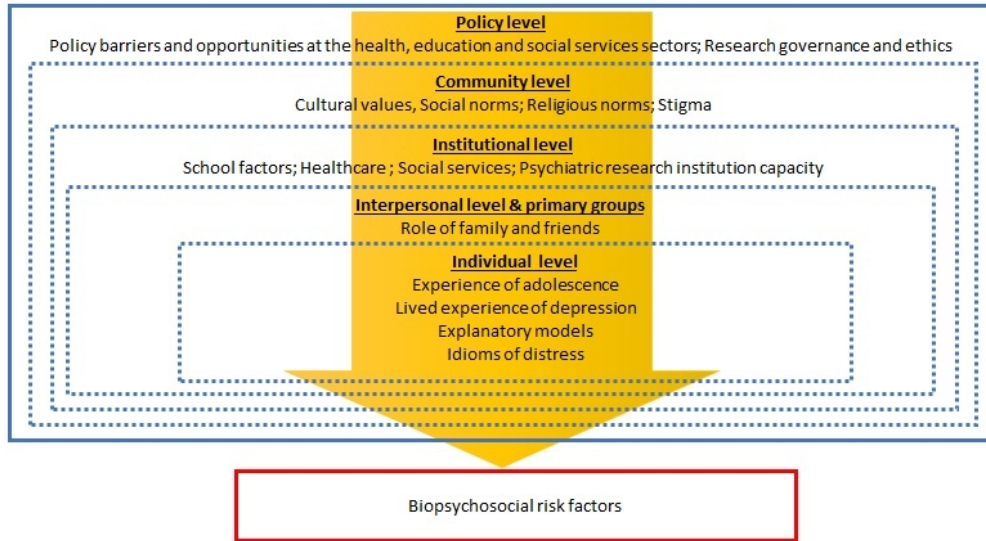 Policy level
Policy barriers and opportunities at the health, education and social services sectors; Research governance and ethics
Community level
Cultural values, Social norms; Religious norms; Stigma
Institutional level
School factors; Healthcare ; Social services; Psychiatric research institution capacity
Interpersonal level & primary groups
Role of family and friends
Individual level
Experience of adolescence
Lived experience of depression
Explanatory models
Idioms of distress
Biopsychosocial risk factors